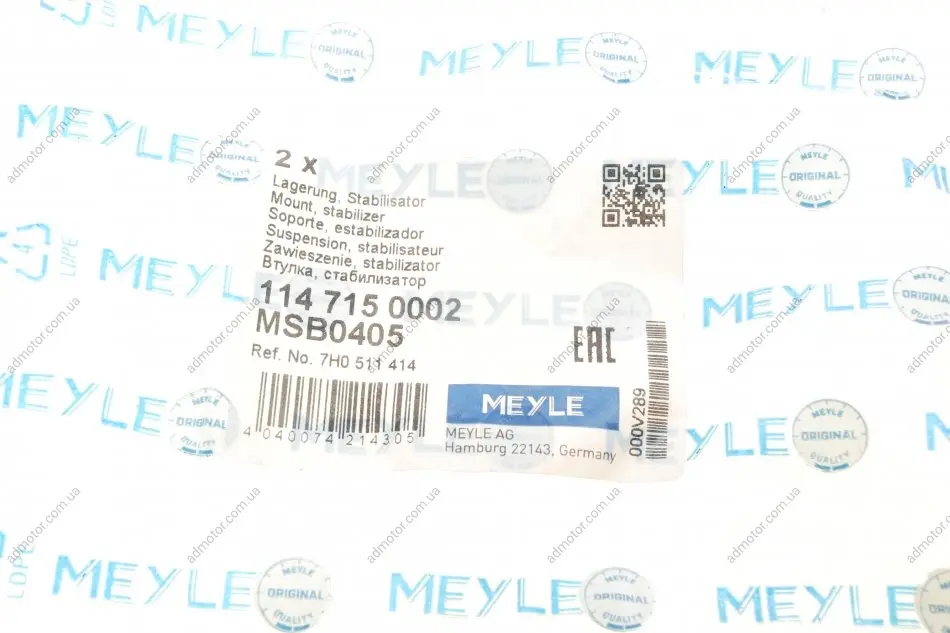 2 x
Lagerung, Stabilisator
Mount, stabilizer
Soporte, estabilizador
Suspension, stabilisateur
Zawieszenie, stabilizator
Втулка, стабилизатор
114 715 0002
MSB0405
Ref. No. 7H0 511 414
4 040074 214305
MEYLE
MEYLE AG
Hamburg 22143, Germany
EAC
000V289
MEYLE
MEYLE ORIGINAL QUALITY
LDPE
admotor.com.ua